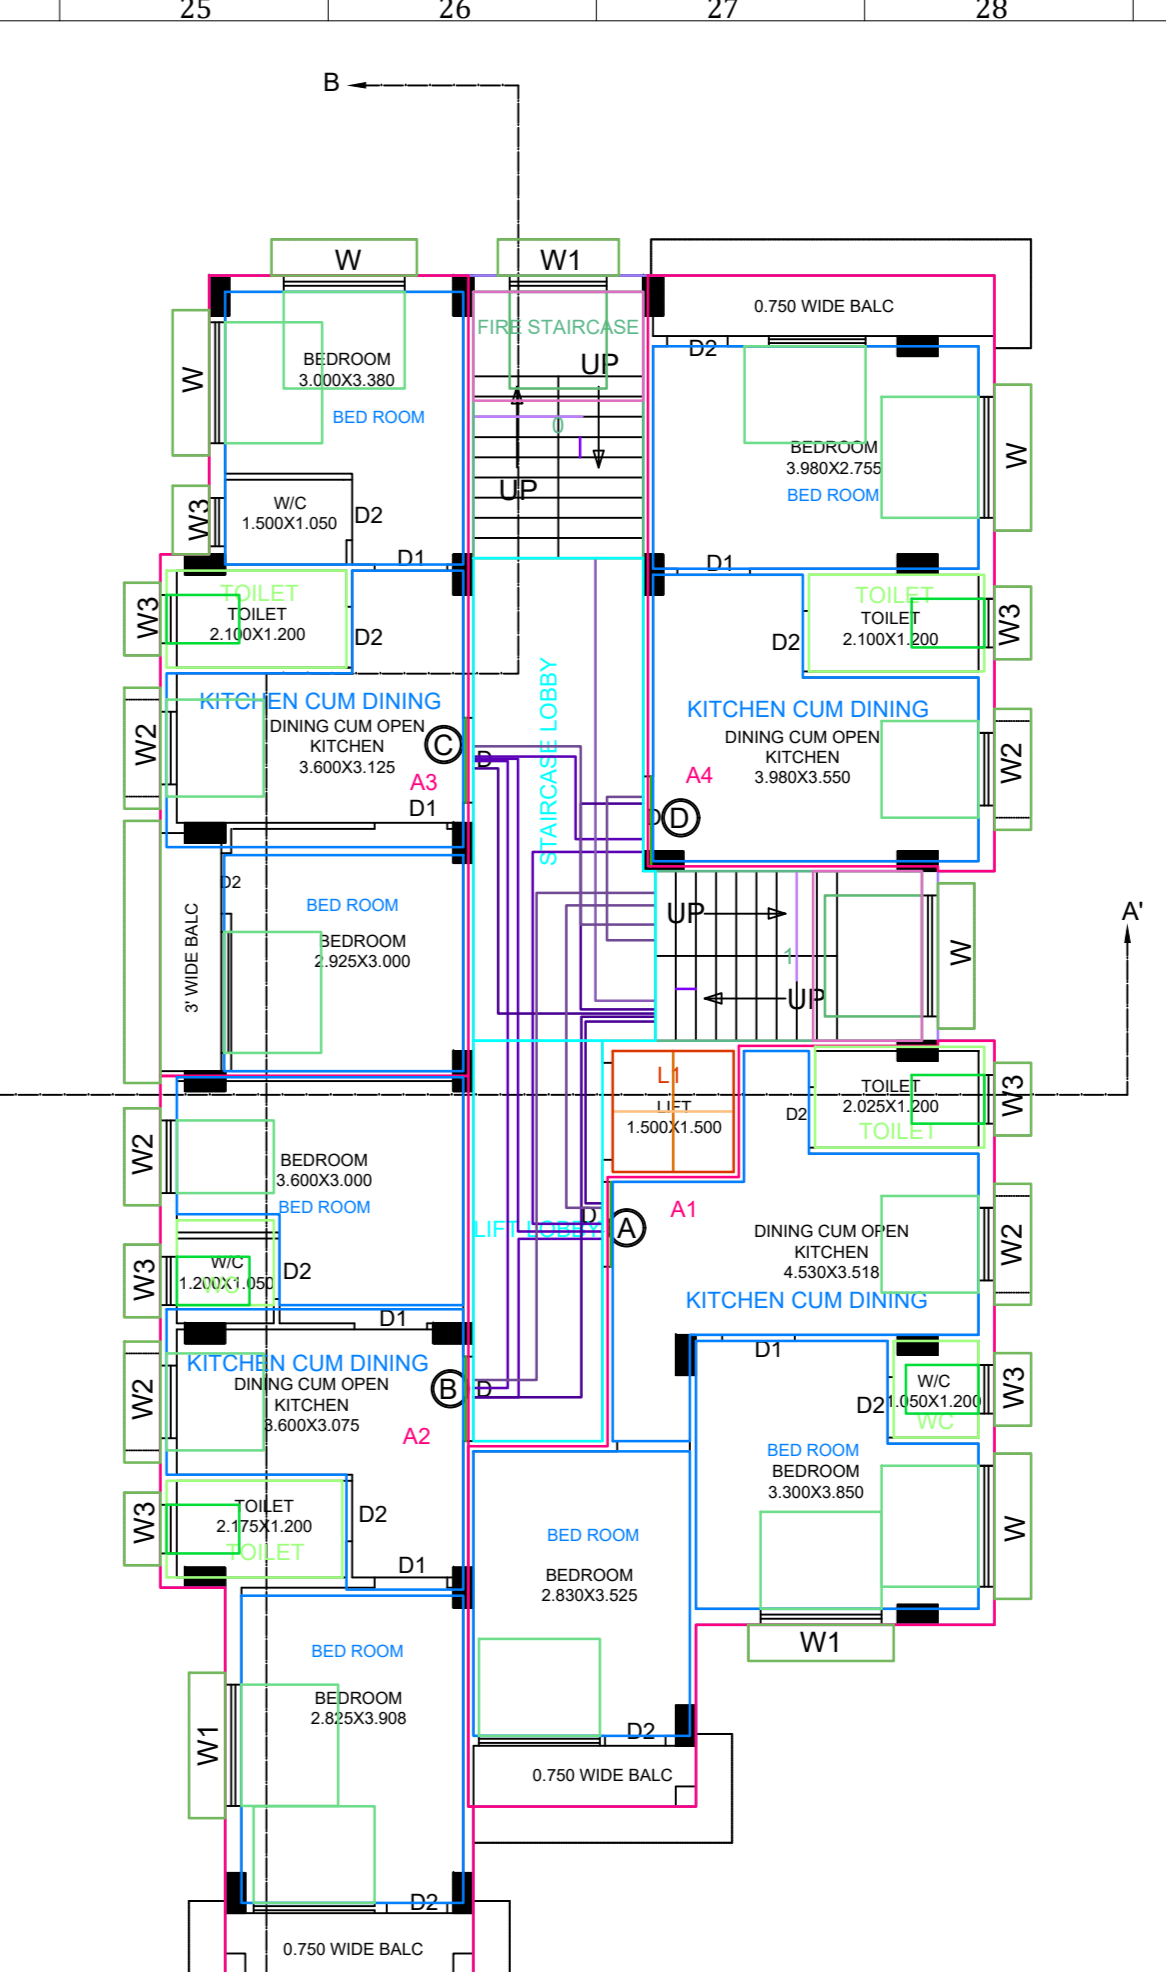 25
26
27
28
B
W
W1
0.750 WIDE BALC
FIRE STAIRCASE
D2
UP
BEDROOM
3.000X3.380
W
BED ROOM
0
BEDROOM
3.980X2.755
W
BED ROOM
UP
W/C
1.500X1.050
W3
D2
D1
D1
TOILET
TOILET
2.100X1.200
W3
D2
TOILET
TOILET
2.100X1.200
W3
D2
STAIRCASE LOBBY
KITCHEN CUM DINING
DINING CUM OPEN
KITCHEN
3.600X3.125
W2
C
D
A3
D1
KITCHEN CUM DINING
DINING CUM OPEN
KITCHEN
3.980X3.550
W2
A4
D
D
D2
BED ROOM
BEDROOM
2.925X3.000
3' WIDE BALC
UP
1
UP
W
A'
L1
LIFT
1.500X1.500
TOILET
2.025X1.200
TOILET
W3
D2
W2
BEDROOM
3.600X3.000
BED ROOM
A1
D
A
LIFT LOBBY
DINING CUM OPEN
KITCHEN
4.530X3.518
W2
W3
W/C
1.200X1.050
WC
D2
KITCHEN CUM DINING
D1
D1
KITCHEN CUM DINING
DINING CUM OPEN
KITCHEN
3.600X3.075
W2
B
D
A2
W/C
1.050X1.200
WC
W3
D2
BED ROOM
BEDROOM
3.300X3.850
W
TOILET
2.175X1.200
TOILET
W3
D2
D1
BED ROOM
BEDROOM
2.830X3.525
W1
BED ROOM
BEDROOM
2.825X3.908
W1
D2
0.750 WIDE BALC
D2
0.750 WIDE BALC